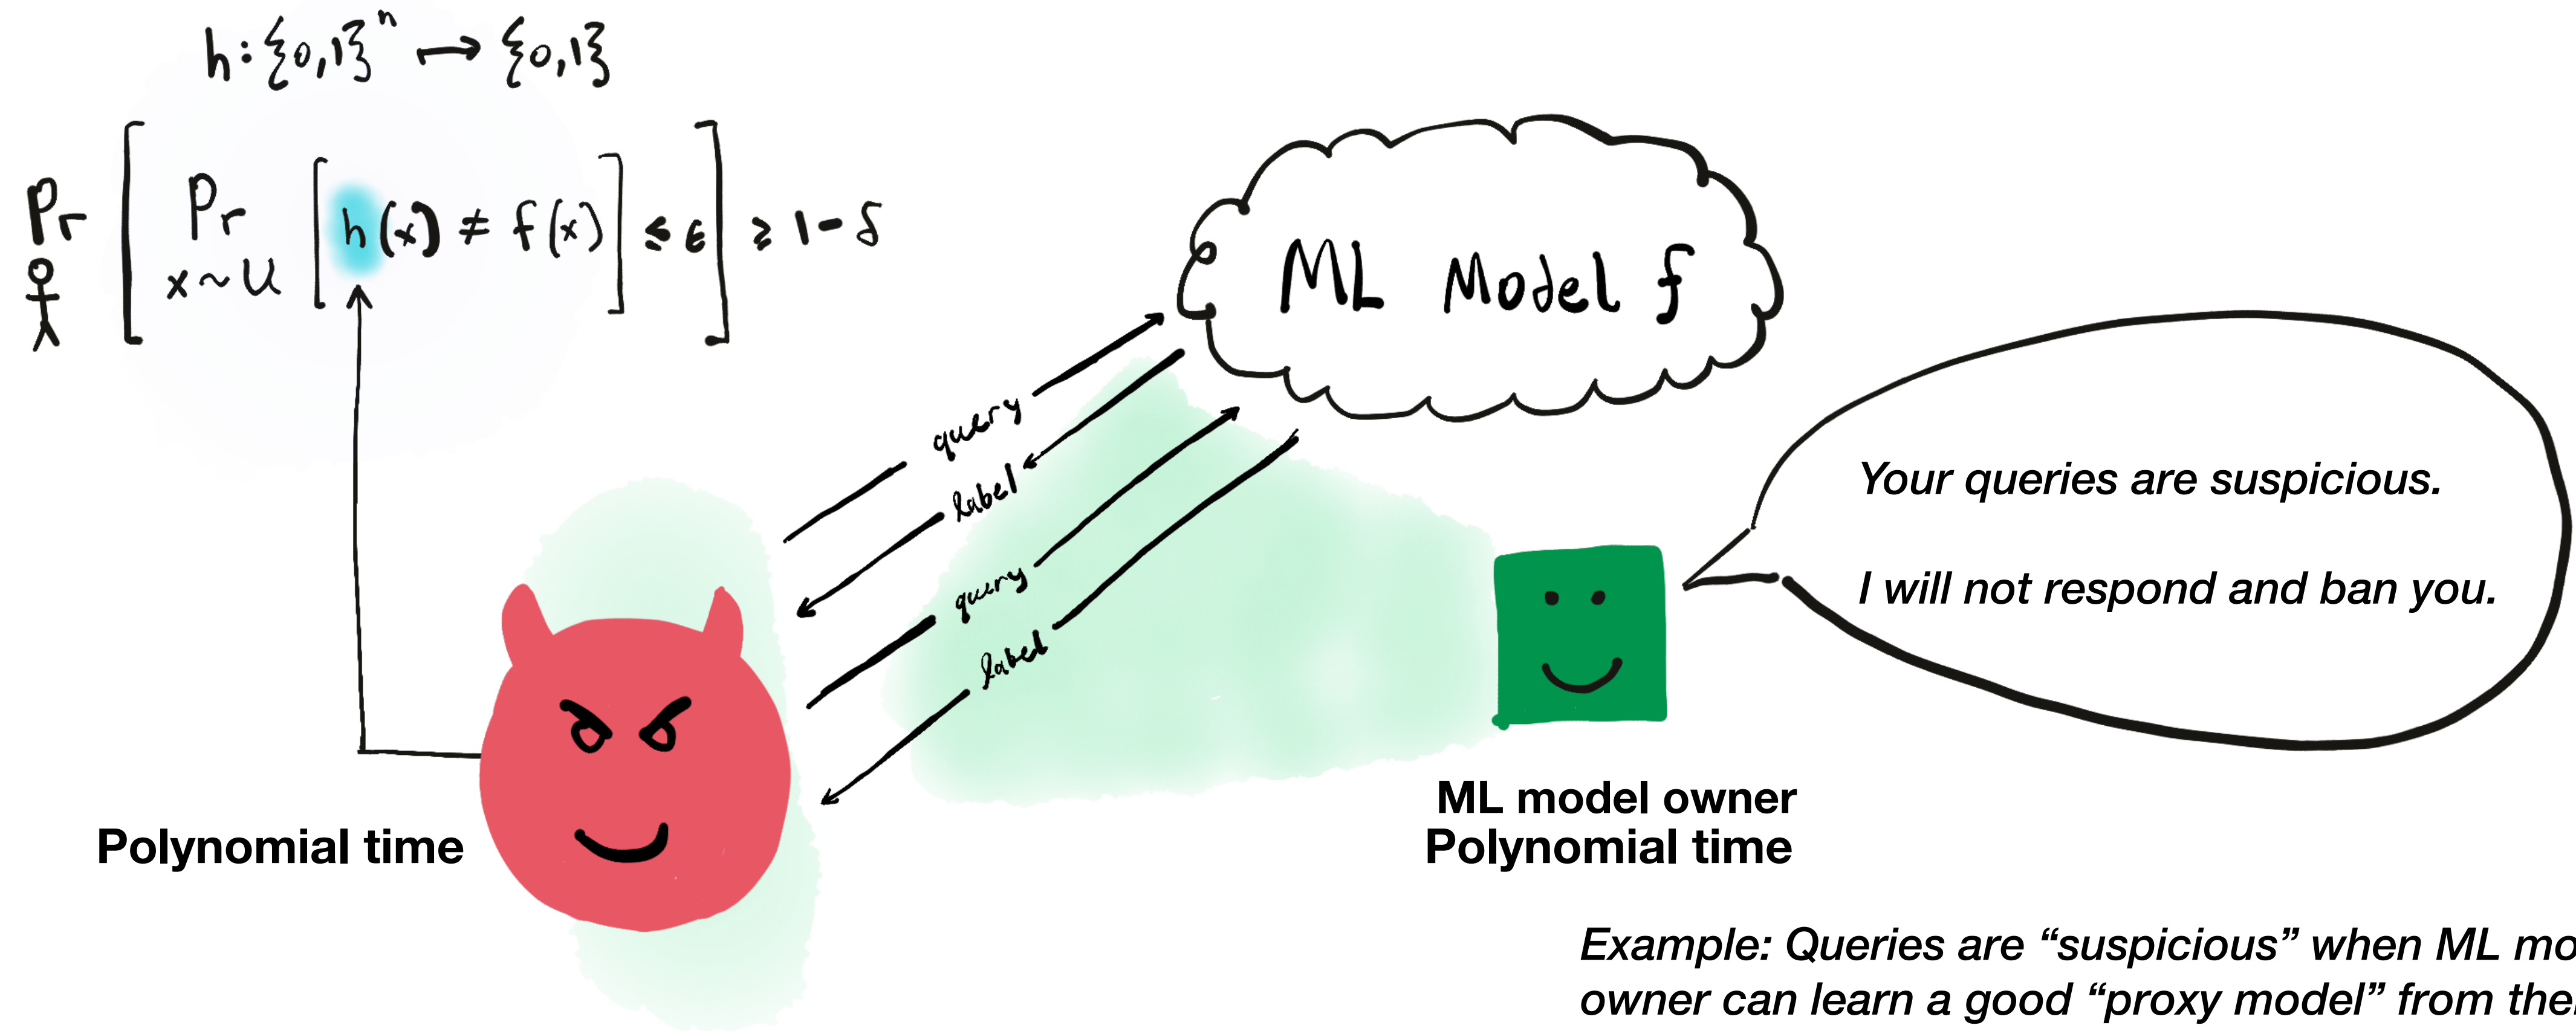 h: {0,1}ⁿ ⟼ {0,1}
Pr [ Pr x~U [ h(x) ≠ f(x) ] ≤ ϵ ] ≥ 1 - δ
ML Model f
query
label
query
label
Your queries are suspicious.
I will not respond and ban you.
ML model owner
Polynomial time
Polynomial time
Example: Queries are “suspicious” when ML mo
owner can learn a good “proxy model” from the